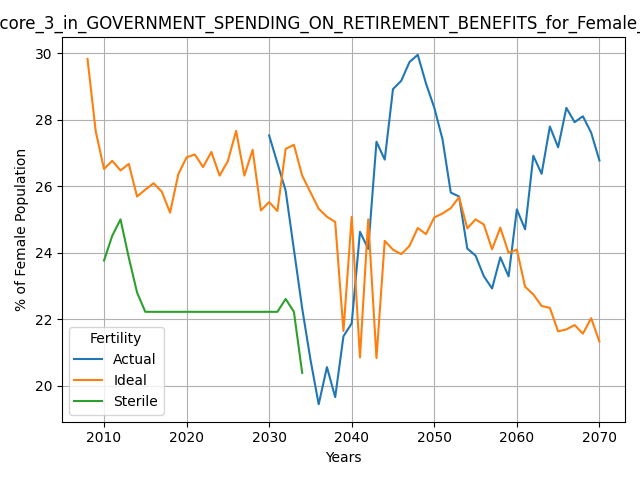 core_3_in_GOVERNMENT_SPENDING_ON_RETIREMENT_BENEFITS_for_Female_
30
28
26
24
22
20
% of Female Population
Fertility
Actual
Ideal
Sterile
2010 2020 2030 2040 2050 2060 2070
Years